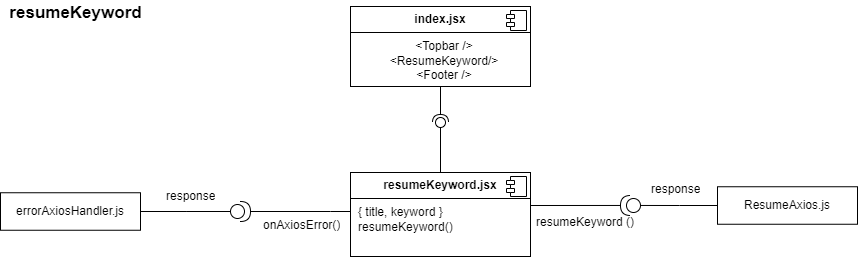 resumeKeyword
index.jsx
<Topbar />
<ResumeKeyword/>
<Footer />
resumeKeyword.jsx
{ title, keyword }
resumeKeyword()
errorAxiosHandler.js
response
onAxiosError()
resumeKeyword ()
response
ResumeAxios.js